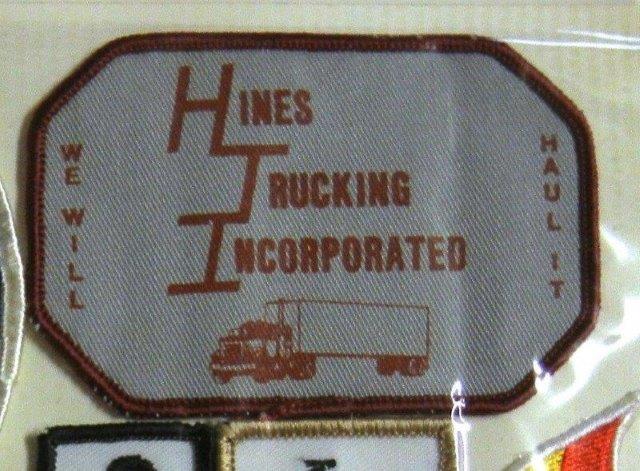 HINES
TRUCKING
INCORPORATED
WE WILL
HAUL IT